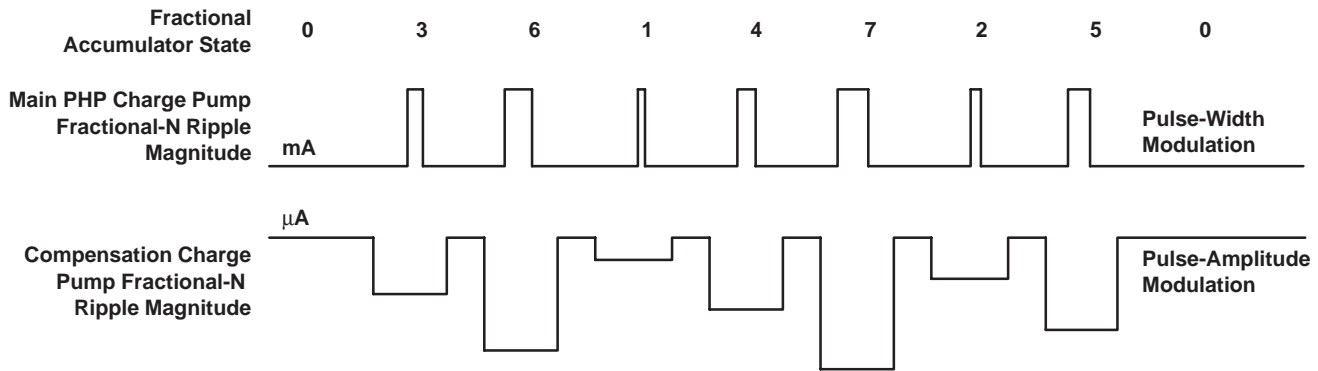 Fractional
Accumulator State
0 3 6 1 4 7 2 5 0
Main PHP Charge Pump
Fractional-N Ripple
Magnitude
mA
Pulse-Width
Modulation
µA
Compensation Charge
Pump Fractional-N
Ripple Magnitude
Pulse-Amplitude
Modulation